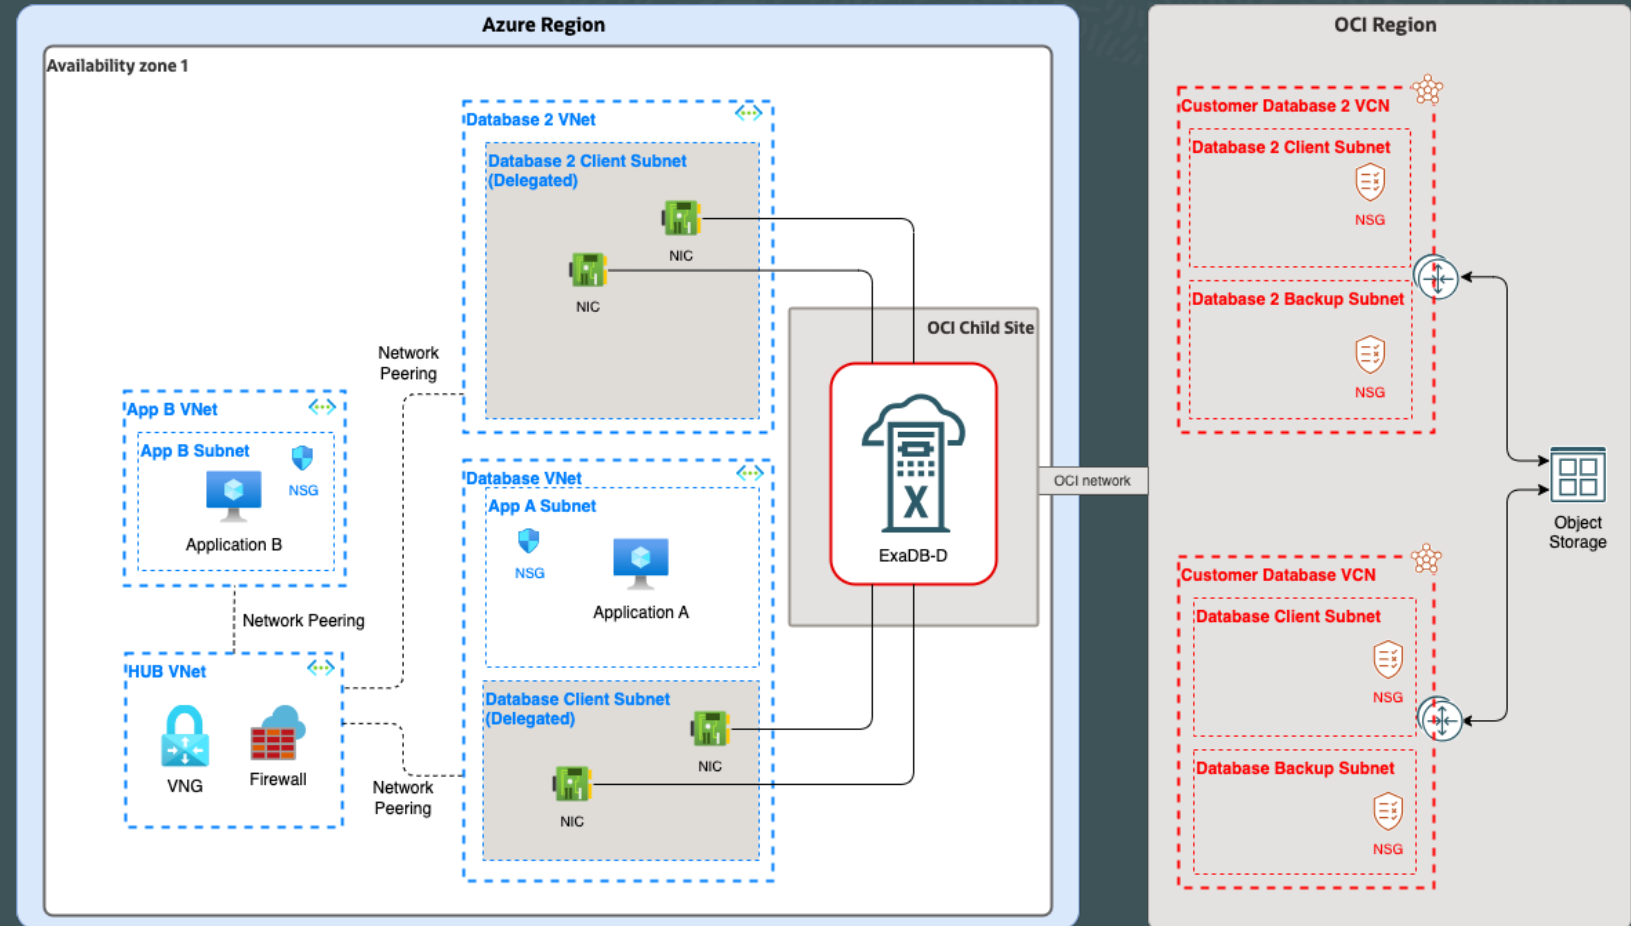 Azure Region
Availability zone 1
Database 2 VNet
Database 2 Client Subnet
(Delegated)
NIC
NIC
Network
Peering
App B VNet
App B Subnet
NSG
Application B
Network Peering
HUB VNet
VNG
Firewall
Network
Peering
Database VNet
App A Subnet
NSG
Application A
Database Client Subnet
(Delegated)
NIC
NIC
OCI Child Site
X
ExaDB-D
OCI network
OCI Region
Customer Database 2 VCN
Database 2 Client Subnet
NSG
Database 2 Backup Subnet
NSG
Object
Storage
Customer Database VCN
Database Client Subnet
NSG
Database Backup Subnet
NSG